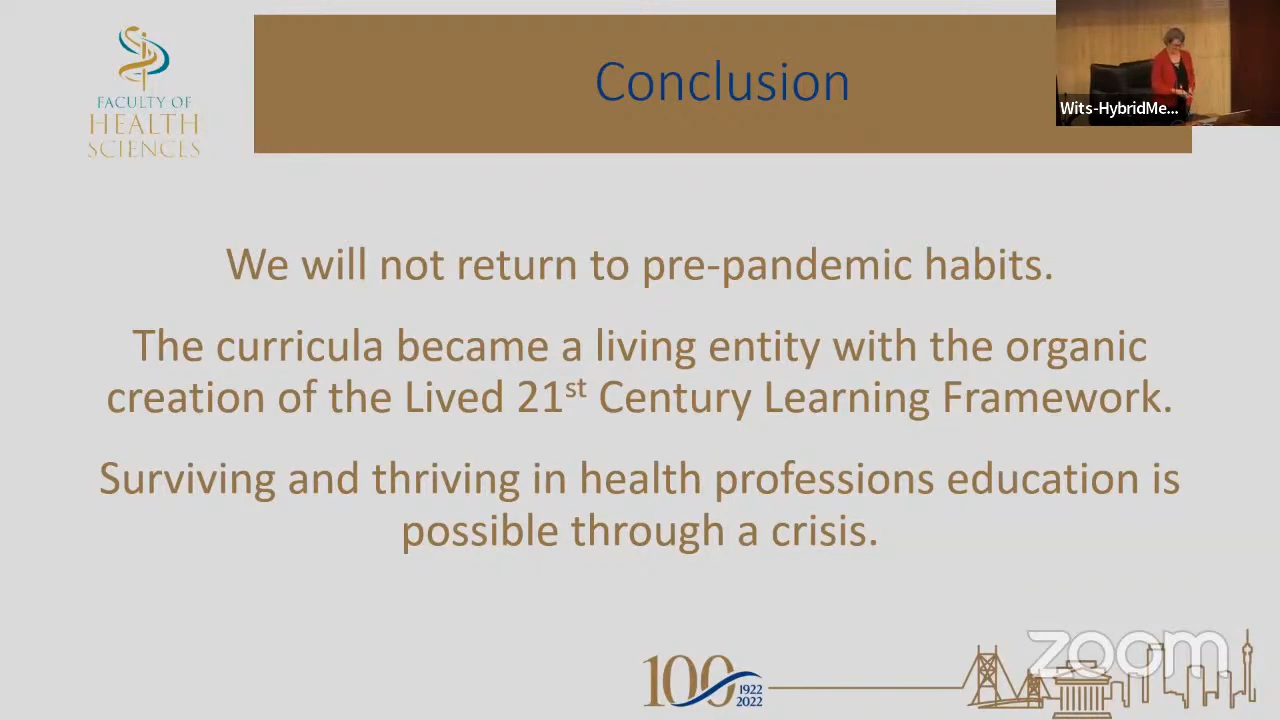 FACULTY OF
HEALTH
SCIENCES
Conclusion
Wits-HybridMe...
We will not return to pre-pandemic habits.
The curricula became a living entity with the organic
creation of the Lived 21st Century Learning Framework.
Surviving and thriving in health professions education is
possible through a crisis.
100
1922
2022
zoom